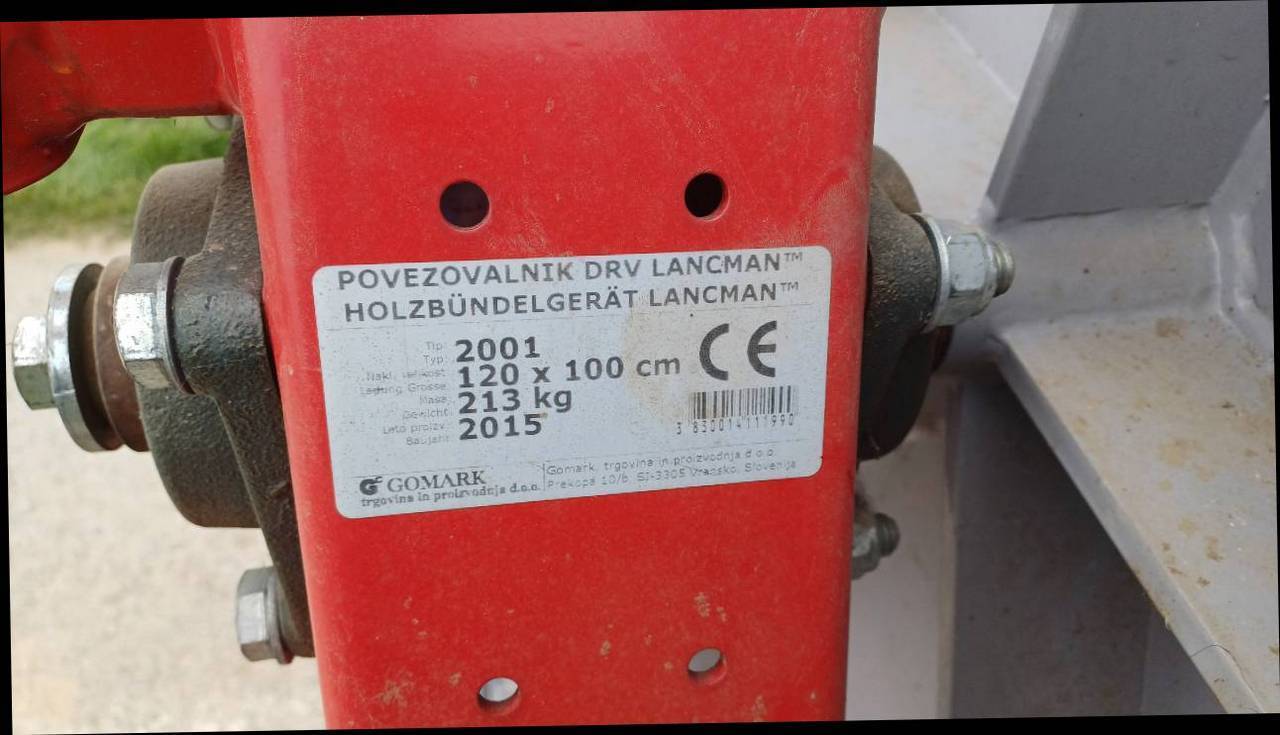 POVEZOVALNIK DRV LANCMAN™
HOLZBÜNDELGERÄT LANCMAN™
Tip:
Typ: 2001
Nakl. velikost:
Ladung Grosse: 120 x 100 cm
Masa:
Gewicht: 213 kg
Leto proizv.:
Baujahr: 2015
CE
3 830014 111990
GOMARK
trgovina in proizvodnja d.o.o.
Gomark, trgovina in proizvodnja d.o.o.
Prekopa 10/b, SI-3305 Vransko, Slovenija